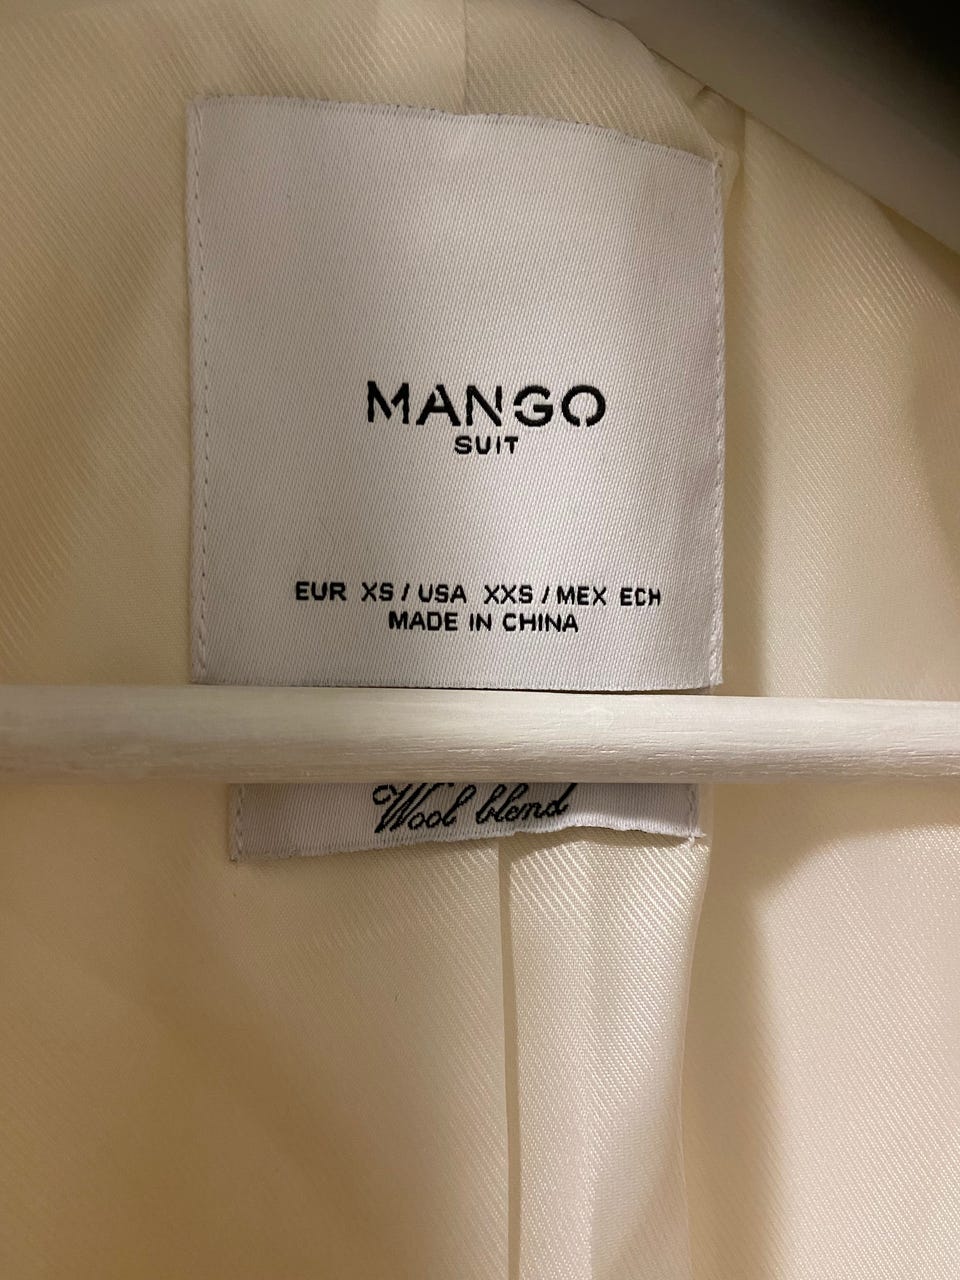 MANGO
SUIT
EUR XS / USA XXS / MEX ECH
MADE IN CHINA
Wool blend